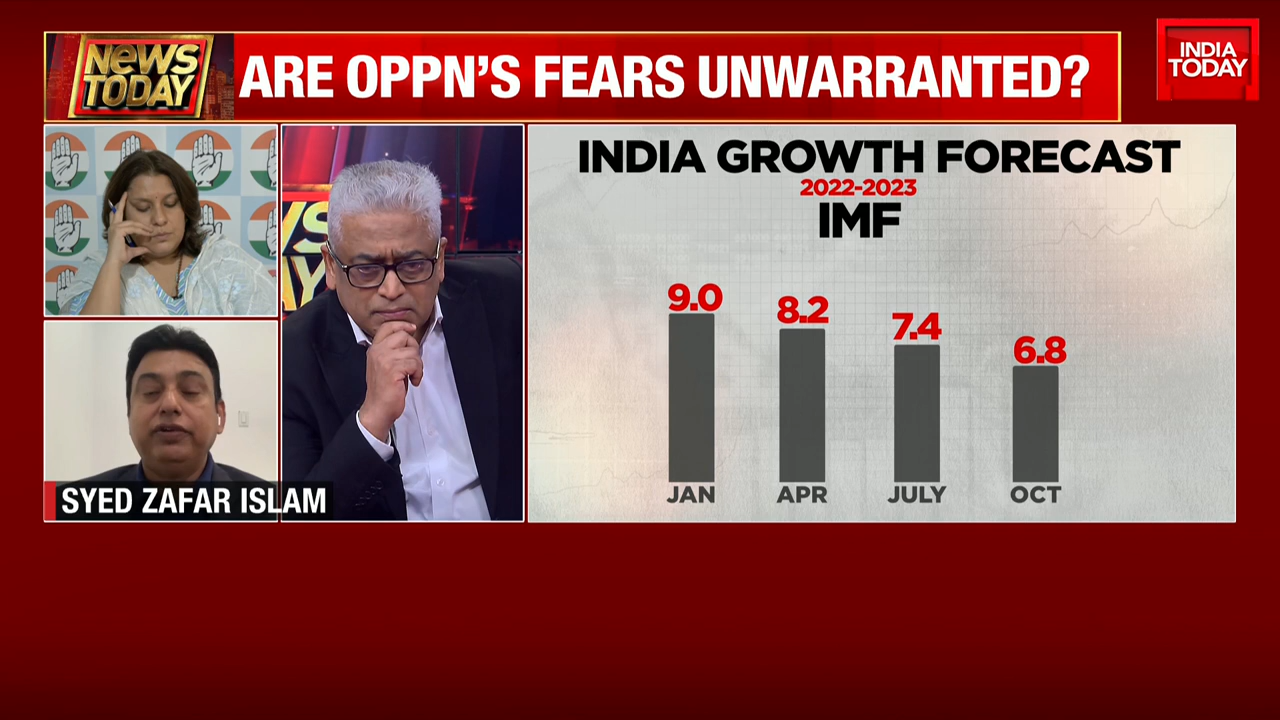 NEWS
TODAY
ARE OPPN'S FEARS UNWARRANTED?
INDIA
TODAY
SYED ZAFAR ISLAM
INDIA GROWTH FORECAST
2022-2023
IMF
9.0
8.2
7.4
6.8
JAN
APR
JULY
OCT